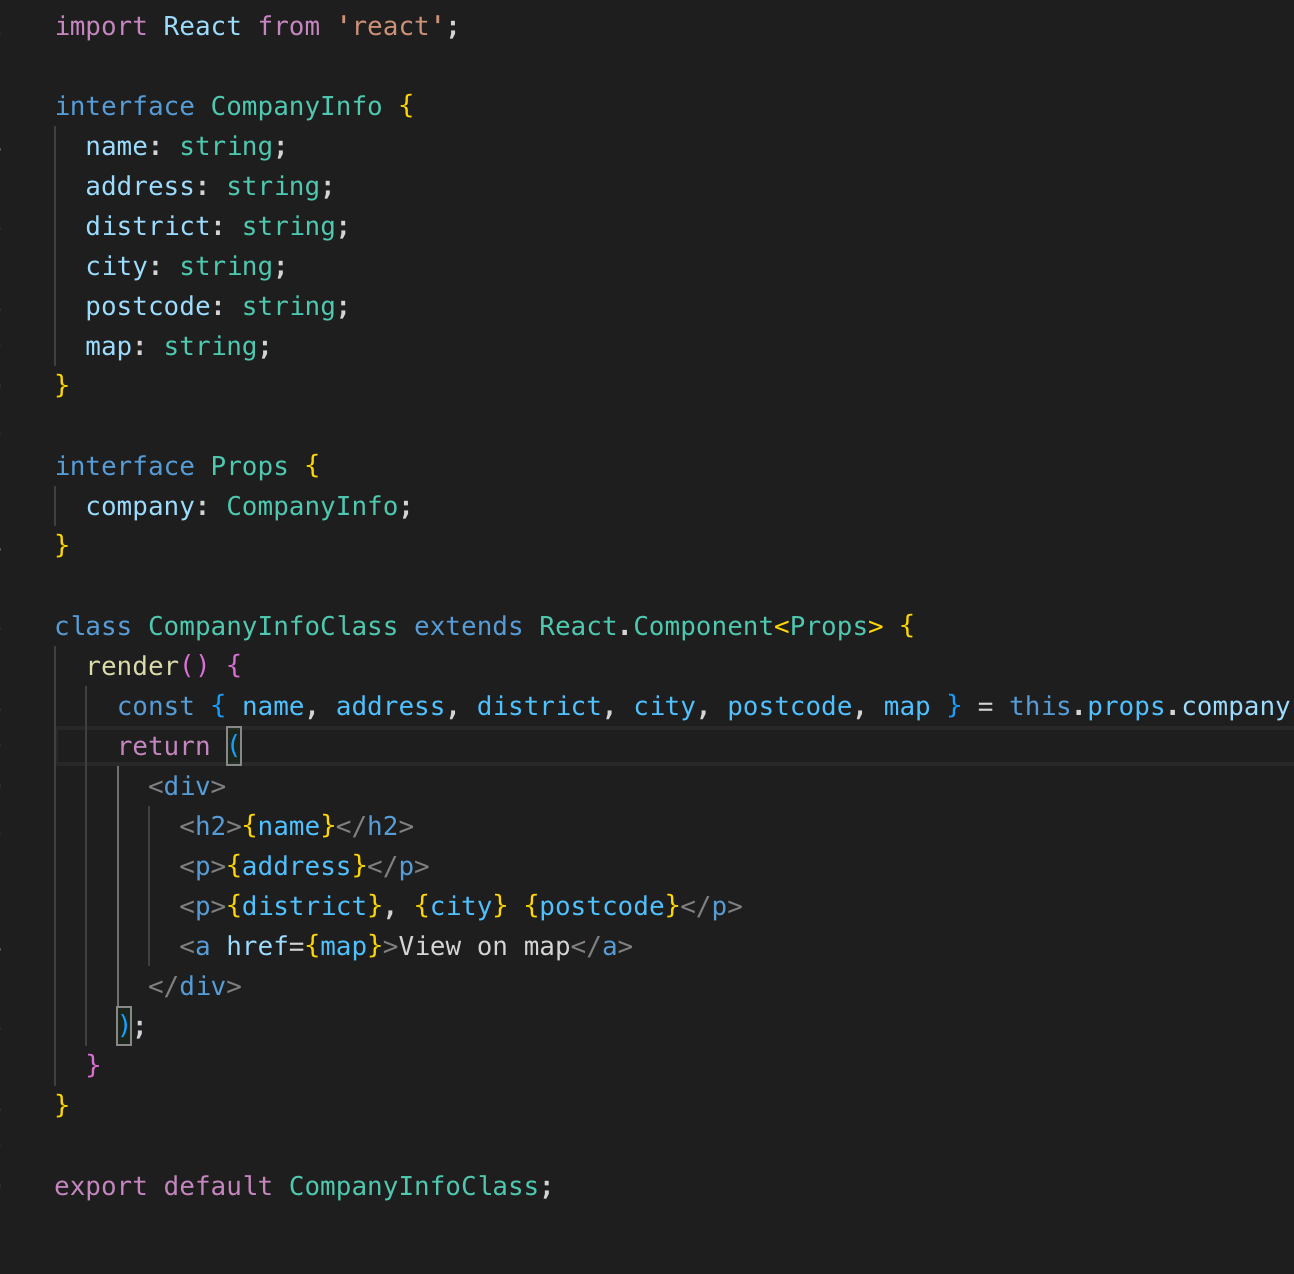 import React from 'react';
interface CompanyInfo {
name: string;
address: string;
district: string;
city: string;
postcode: string;
map: string;
}
interface Props {
company: CompanyInfo;
}
class CompanyInfoClass extends React.Component<Props> {
render() {
const { name, address, district, city, postcode, map } = this.props.company
return (
<div>
<h2>{name}</h2>
<p>{address}</p>
<p>{district}, {city} {postcode}</p>
<a href={map}>View on map</a>
</div>
);
}
}
export default CompanyInfoClass;